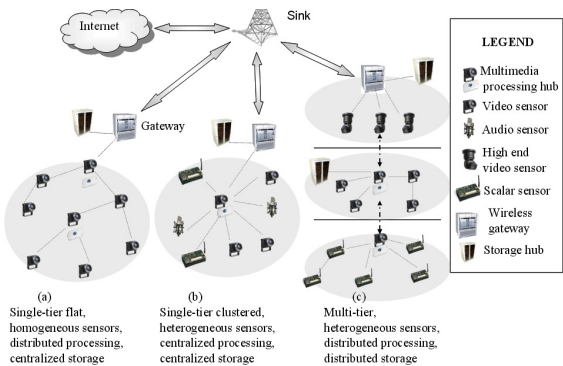 Sink
Internet
Gateway
LEGEND
Multimedia
processing hub
Video sensor
Audio sensor
High end
video sensor
Scalar sensor
Wireless
gateway
Storage hub
(a)
Single-tier flat,
homogeneous sensors,
distributed processing,
centralized storage
(b)
Single-tier clustered,
heterogeneous sensors,
centralized processing,
centralized storage
(c)
Multi-tier,
heterogeneous sensors,
distributed processing,
distributed storage